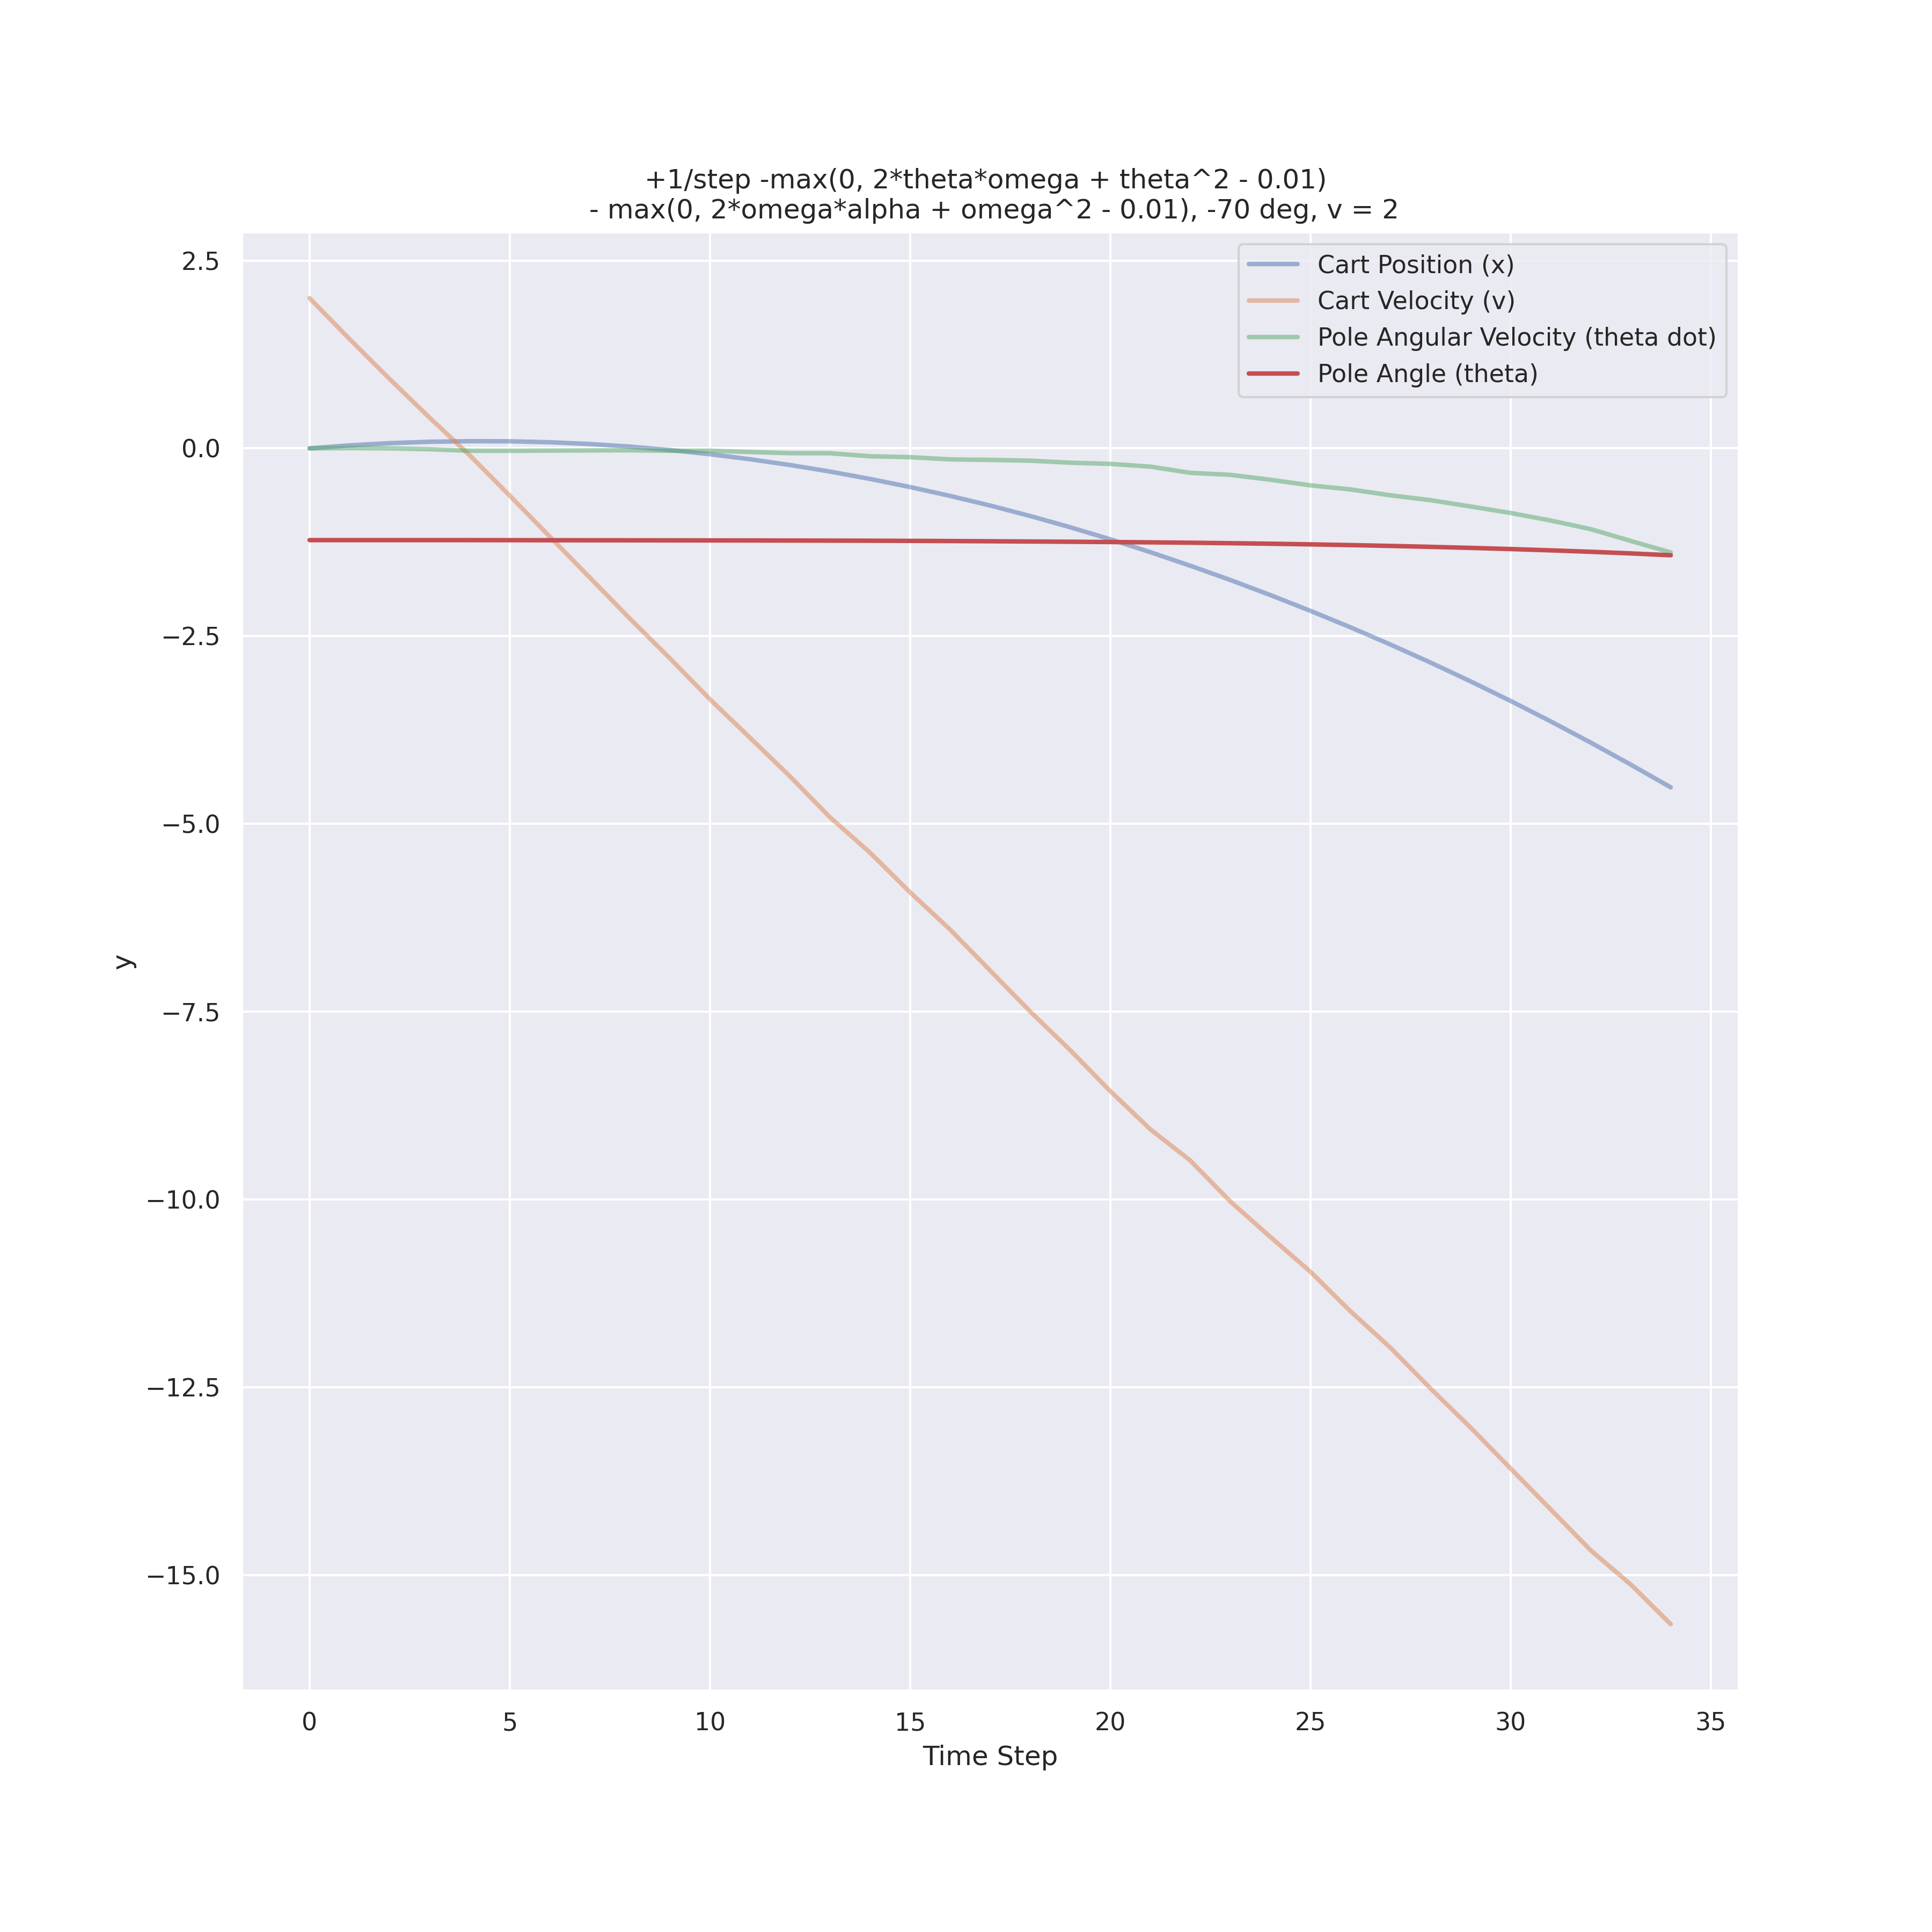 +1/step -max(0, 2*theta*omega + theta^2 - 0.01)
- max(0, 2*omega*alpha + omega^2 - 0.01), -70 deg, v = 2
Cart Position (x)
Cart Velocity (v)
Pole Angular Velocity (theta dot)
Pole Angle (theta)
2.5
0.0
−2.5
−5.0
−7.5
−10.0
−12.5
−15.0
y
0 5 10 15 20 25 30 35
Time Step